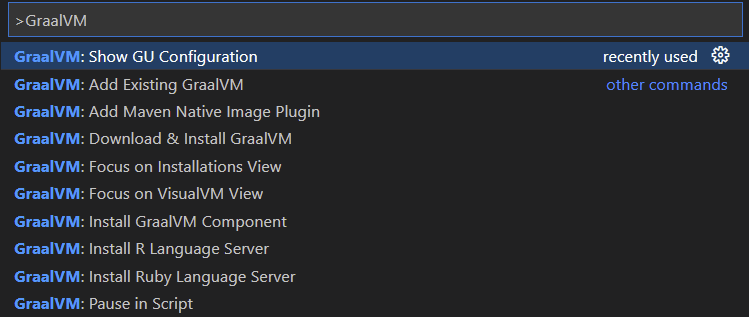 >GraalVM
GraalVM: Show GU Configuration recently used
GraalVM: Add Existing GraalVM other commands
GraalVM: Add Maven Native Image Plugin
GraalVM: Download & Install GraalVM
GraalVM: Focus on Installations View
GraalVM: Focus on VisualVM View
GraalVM: Install GraalVM Component
GraalVM: Install R Language Server
GraalVM: Install Ruby Language Server
GraalVM: Pause in Script